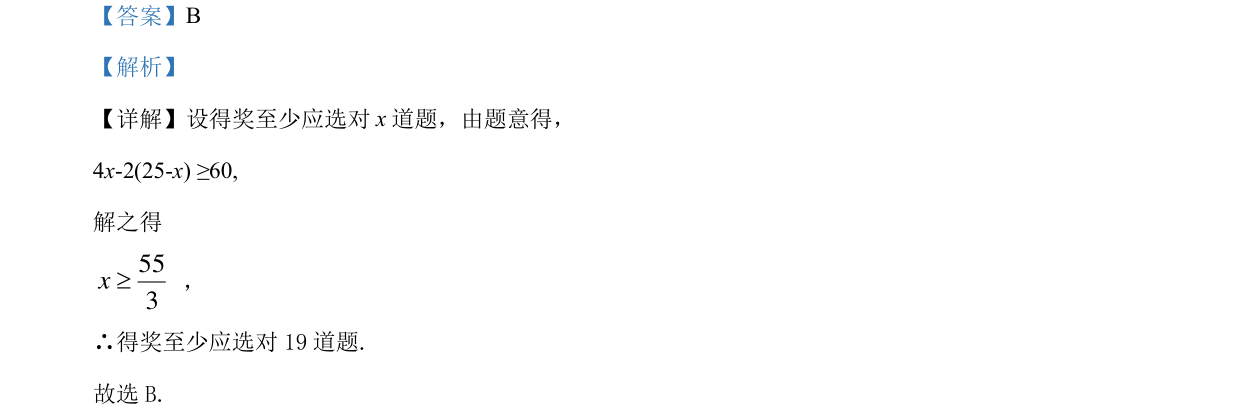 【答案】B
【解析】
【详解】设得奖至少应选对 x 道题，由题意得，
4x-2(25-x) ≥60,
解之得
x ≥ 55/3 ，
∴得奖至少应选对 19 道题.
故选 B.